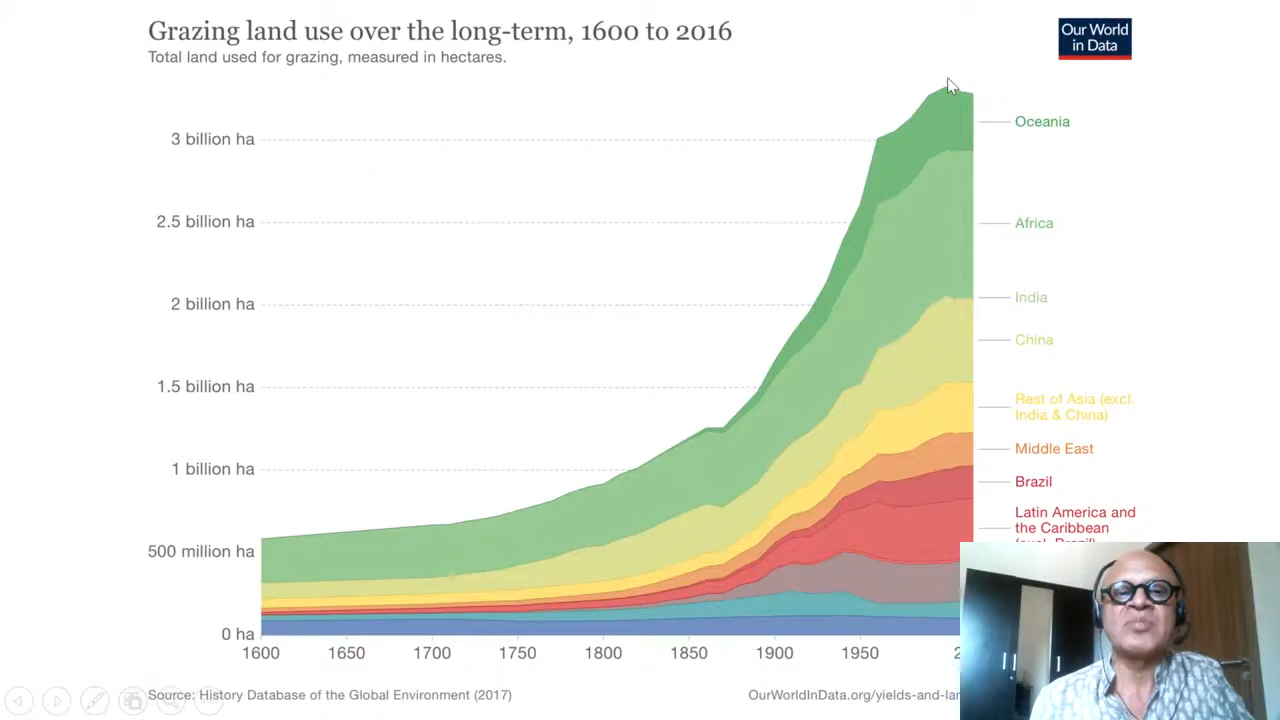 Grazing land use over the long-term, 1600 to 2016
Total land used for grazing, measured in hectares.
Our World
in Data
3 billion ha
2.5 billion ha
2 billion ha
1.5 billion ha
1 billion ha
500 million ha
0 ha
Oceania
Africa
India
China
Rest of Asia (excl.
India & China)
Middle East
Brazil
Latin America and
the Caribbean
(excl. Brazil)
1600
1650
1700
1750
1800
1850
1900
1950
Source: History Database of the Global Environment (2017)
OurWorldInData.org/yields-and-lan